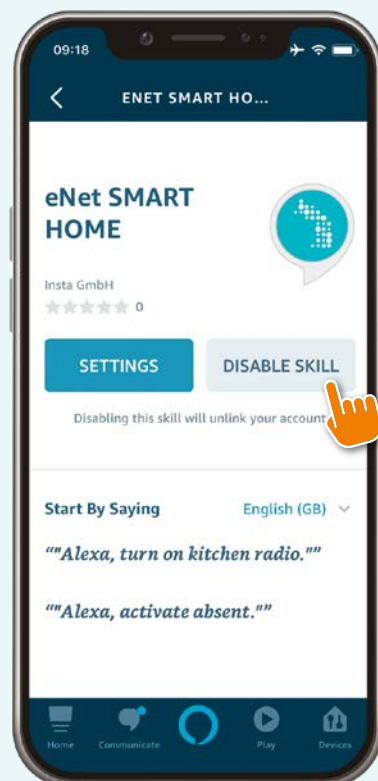 09:18
ENET SMART HO...
eNet SMART
HOME
Insta GmbH
0
SETTINGS
DISABLE SKILL
Disabling this skill will unlink your account
Start By Saying
English (GB)
““"Alexa, turn on kitchen radio.””
““"Alexa, activate absent."””
Home
Communicate
Play
Devices